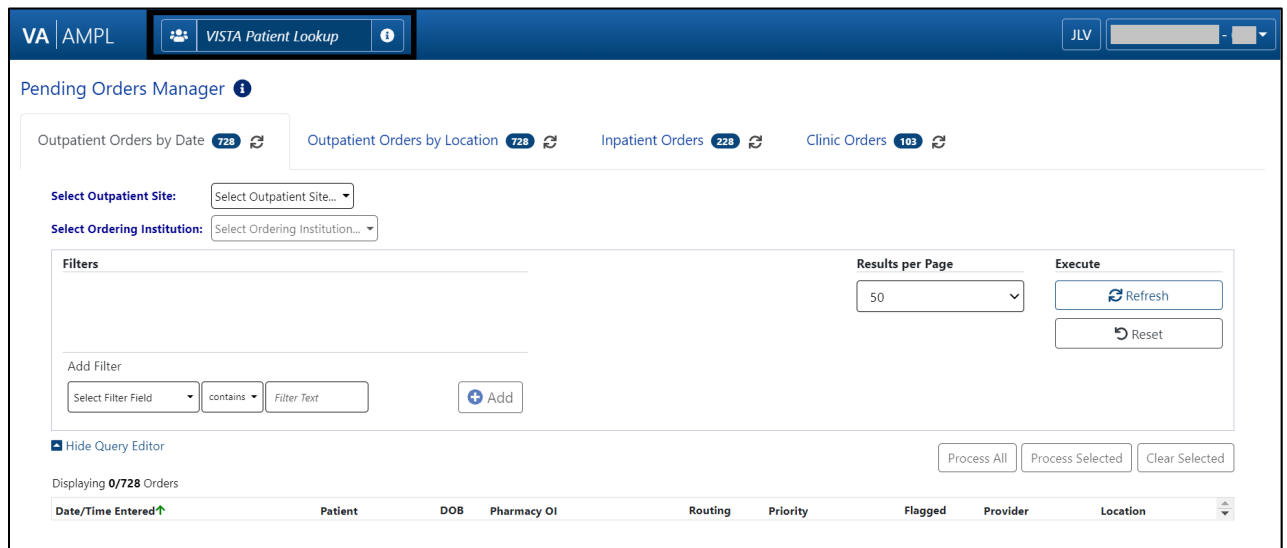 VA AMPL VISTA Patient Lookup JLV -
Pending Orders Manager
Outpatient Orders by Date 728 Outpatient Orders by Location 728 Inpatient Orders 228 Clinic Orders 103
Select Outpatient Site: Select Outpatient Site...
Select Ordering Institution: Select Ordering Institution...
Filters Results per Page Execute
50 Refresh
Reset
Add Filter
Select Filter Field contains Filter Text Add
Hide Query Editor
Process All Process Selected Clear Selected
Displaying 0/728 Orders
Date/Time Entered Patient DOB Pharmacy OI Routing Priority Flagged Provider Location